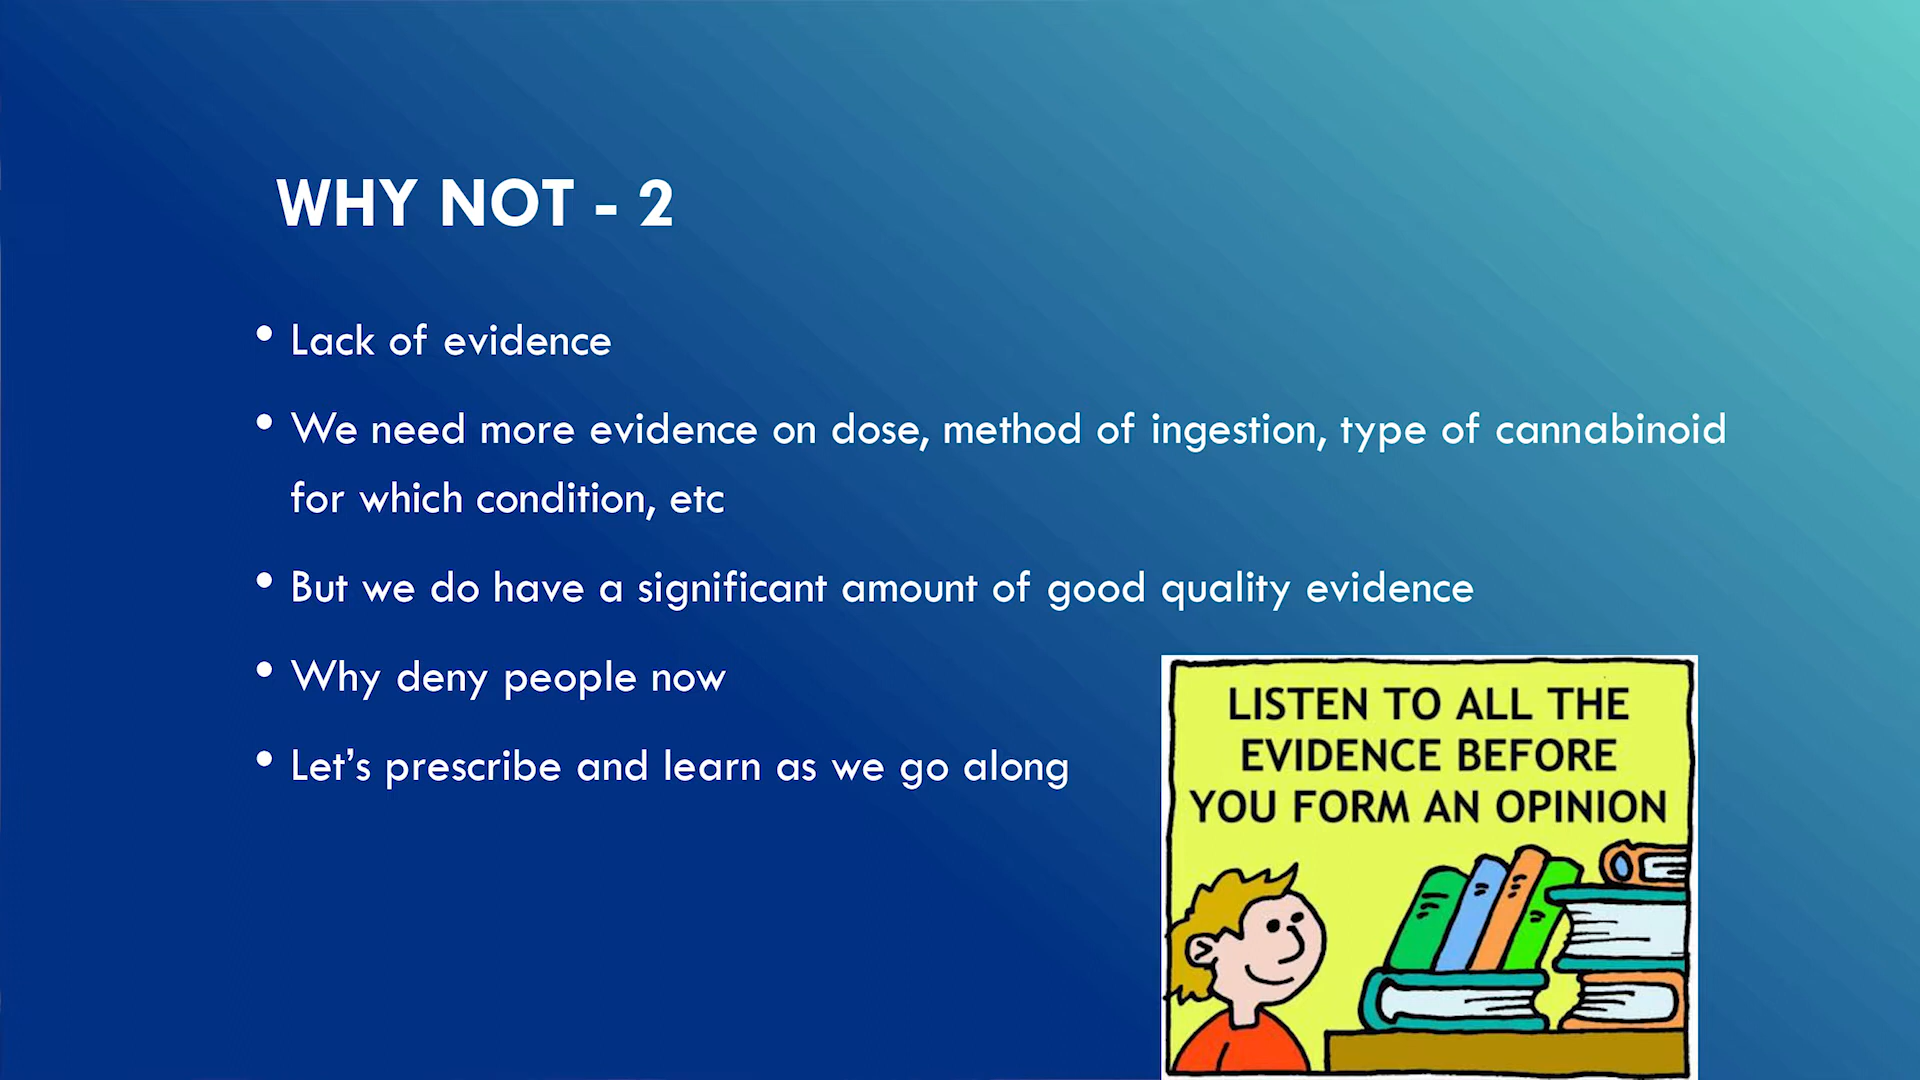 WHY NOT - 2
• Lack of evidence
• We need more evidence on dose, method of ingestion, type of cannabinoid
for which condition, etc
• But we do have a significant amount of good quality evidence
• Why deny people now
• Let’s prescribe and learn as we go along
LISTEN TO ALL THE
EVIDENCE BEFORE
YOU FORM AN OPINION